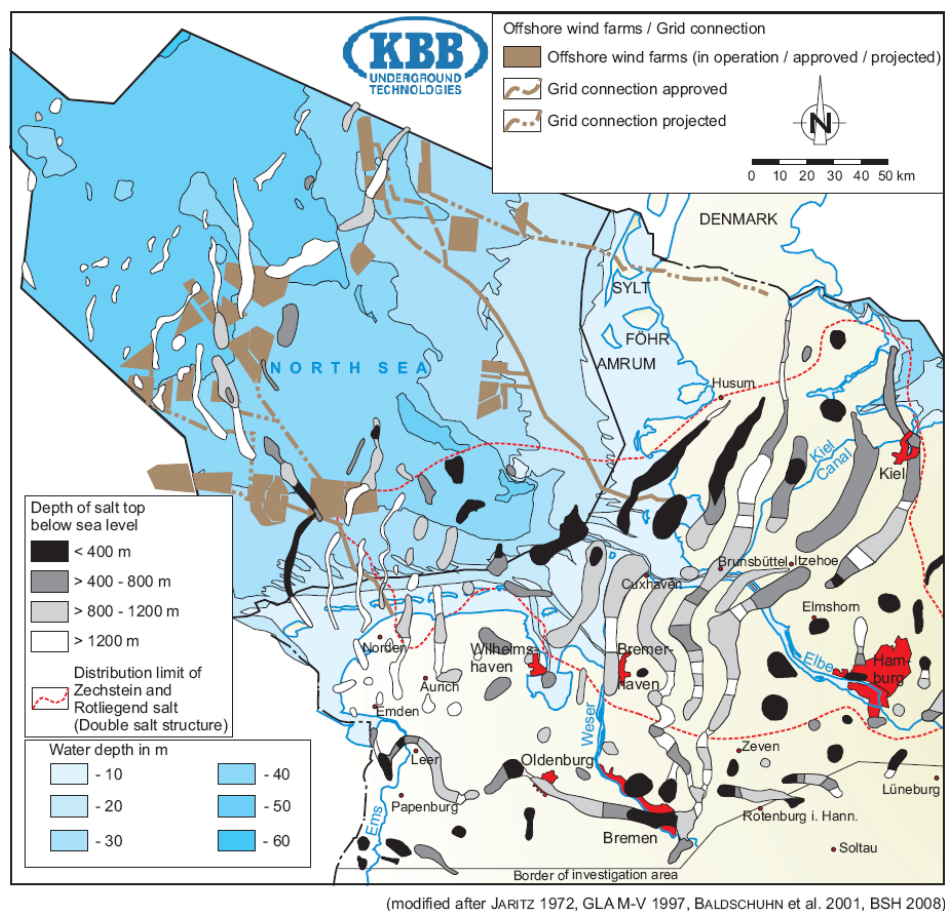 KBB
UNDERGROUND
TECHNOLOGIES
Offshore wind farms / Grid connection
Offshore wind farms (in operation / approved / projected)
Grid connection approved
Grid connection projected
N
0 10 20 30 40 50 km
DENMARK
SYLT
FÖHR
AMRUM
NORTH SEA
Husum
Kiel
Canal
Kiel
Brunsbüttel
Itzehoe
Cuxhaven
Elmshorn
Elbe
Ham-
burg
Norden
Wilhelms-
haven
Bremer-
haven
Aurich
Emden
Weser
Leer
Oldenburg
Zeven
Lüneburg
Papenburg
Ems
Rotenburg i. Hann.
Bremen
Soltau
Border of investigation area
Depth of salt top
below sea level
< 400 m
> 400 - 800 m
> 800 - 1200 m
> 1200 m
Distribution limit of
Zechstein and
Rotliegend salt
(Double salt structure)
Water depth in m
- 10 - 40
- 20 - 50
- 30 - 60
(modified after JARITZ 1972, GLA M-V 1997, BALDSCHUHN et al. 2001, BSH 2008)